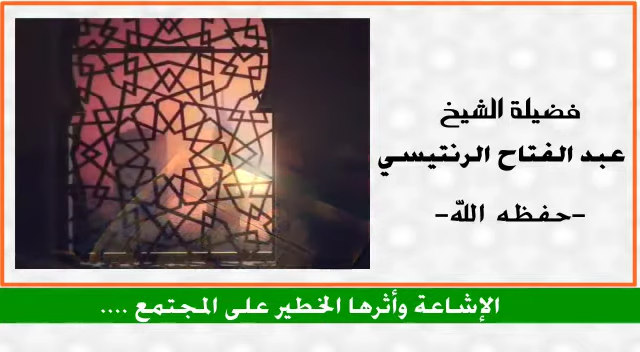 فضيلة الشيخ
عبد الفتاح الرنتيسي
-حفظه الله-
الإشاعة وأثرها الخطير على المجتمع ....